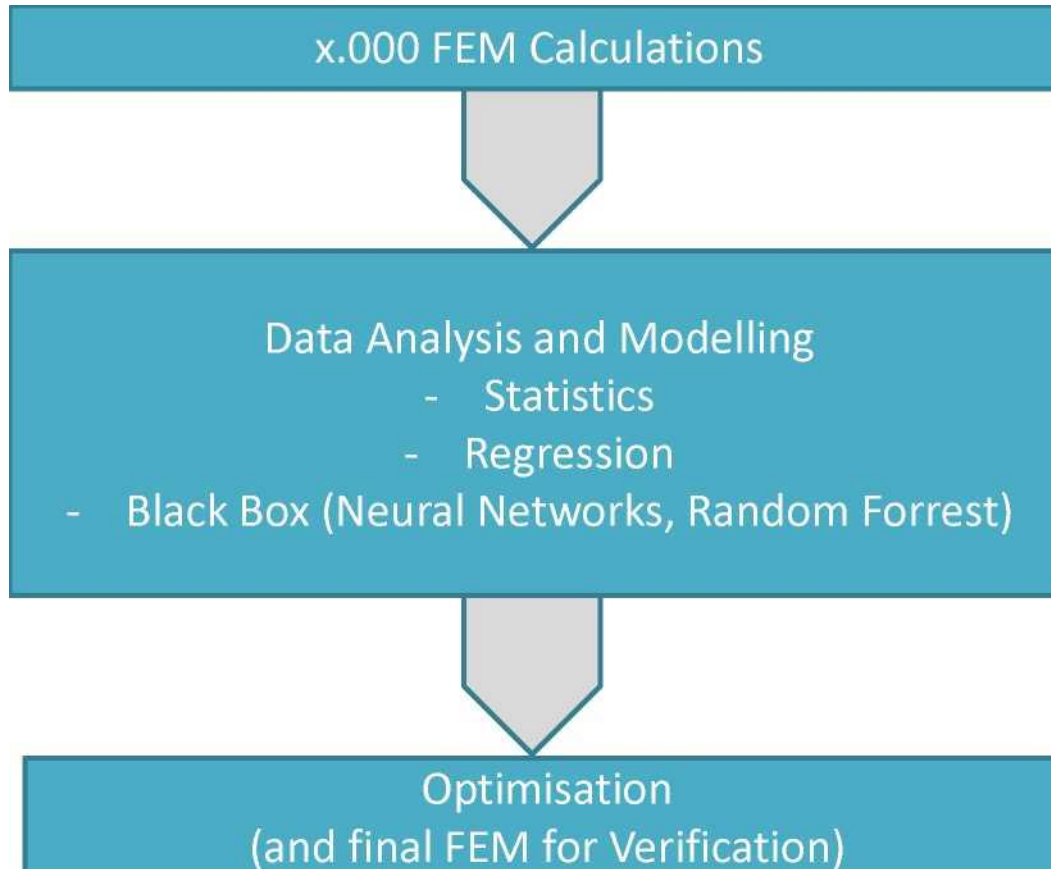 x.000 FEM Calculations
Data Analysis and Modelling
- Statistics
- Regression
- Black Box (Neural Networks, Random Forrest)
Optimisation
(and final FEM for Verification)